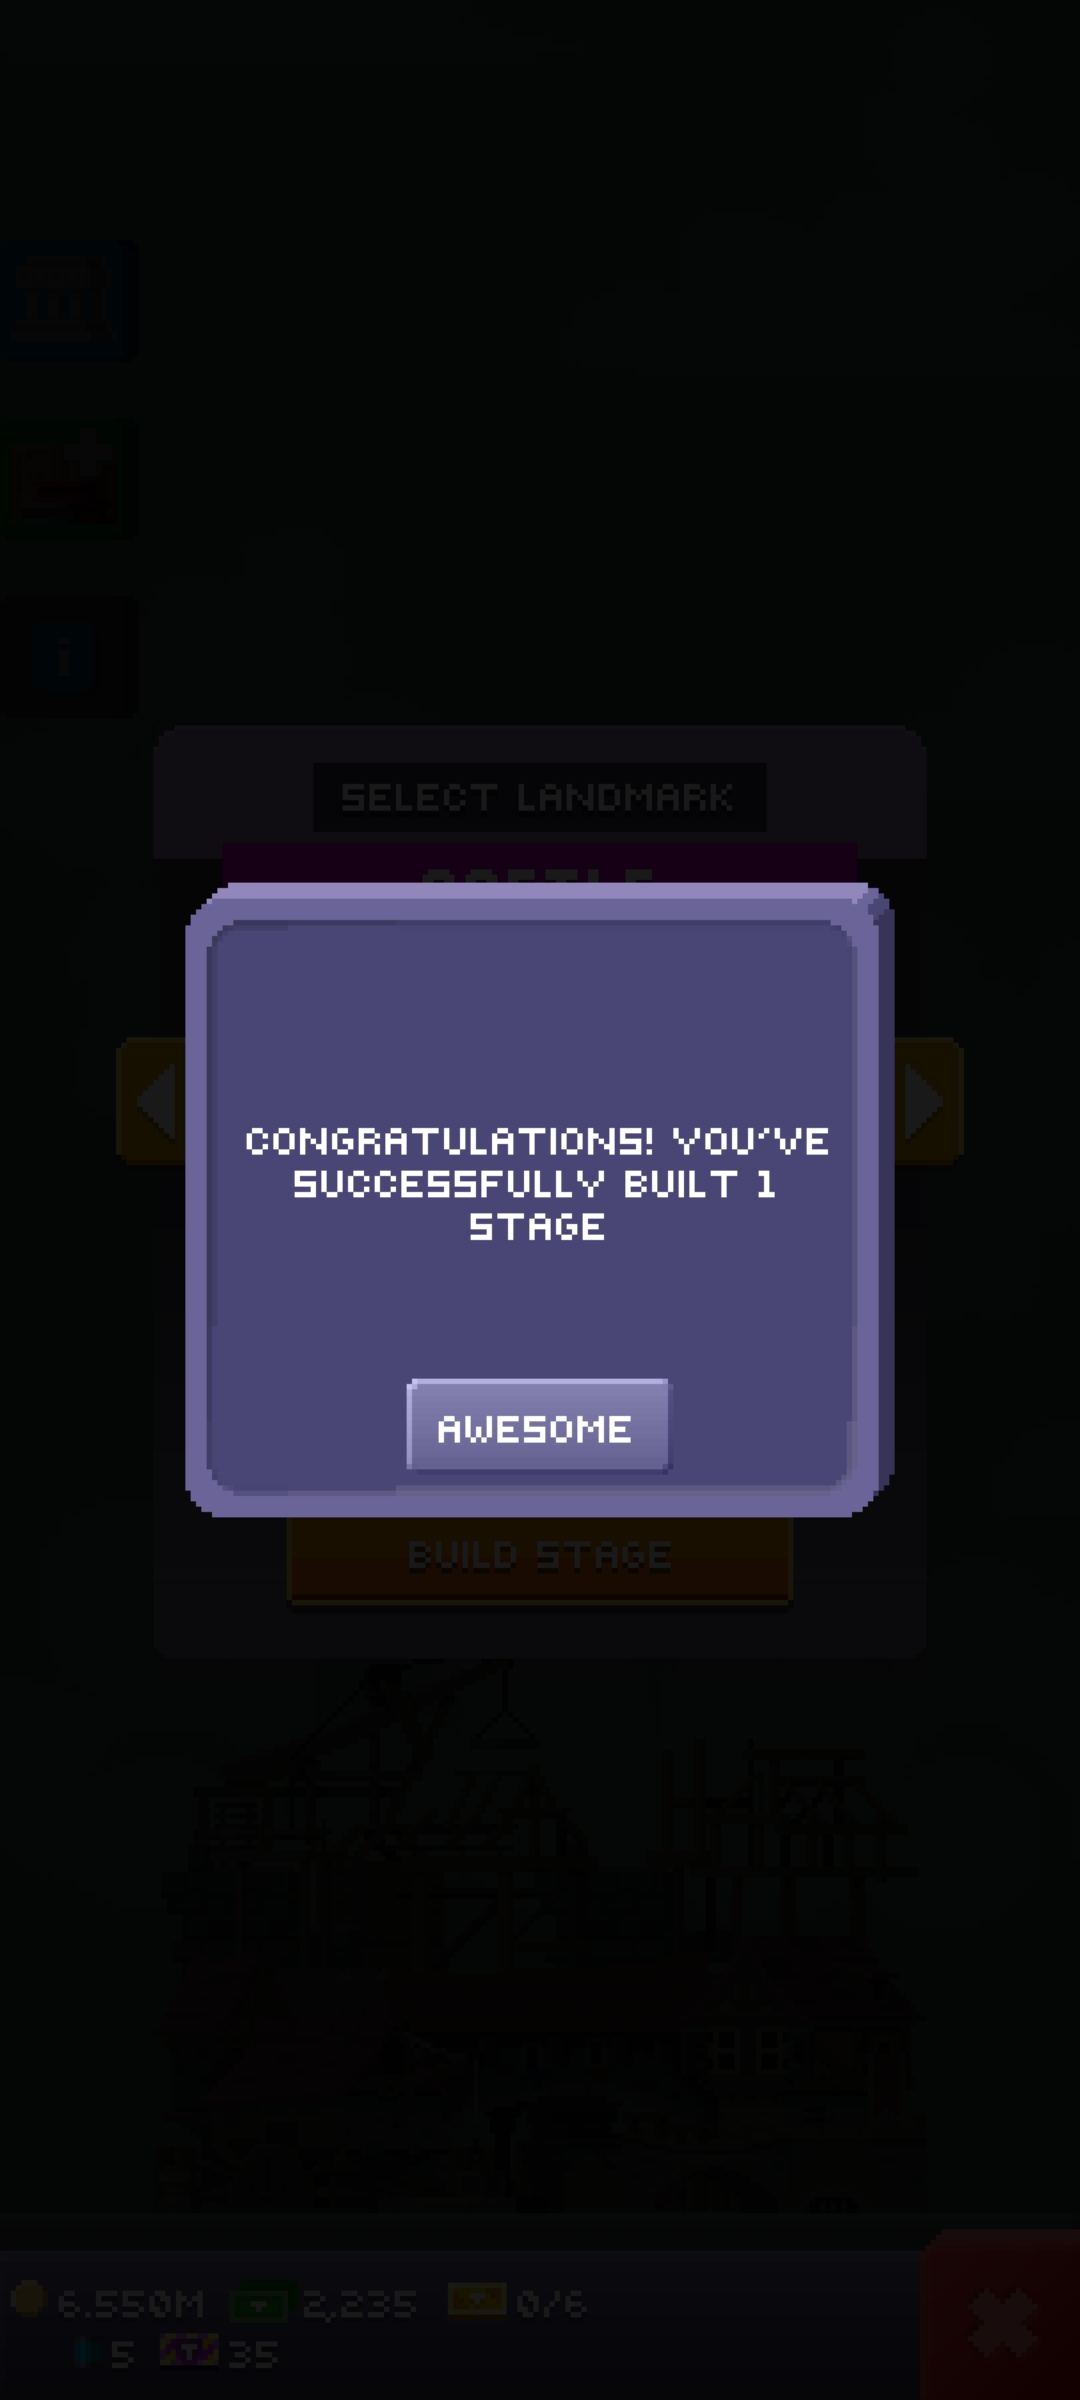 SELECT LANDMARK
CONGRATULATIONS! YOU'VE
SUCCESSFULLY BUILT 1
STAGE
AWESOME
BUILD STAGE
6.550M 2,235 0/6
5 35